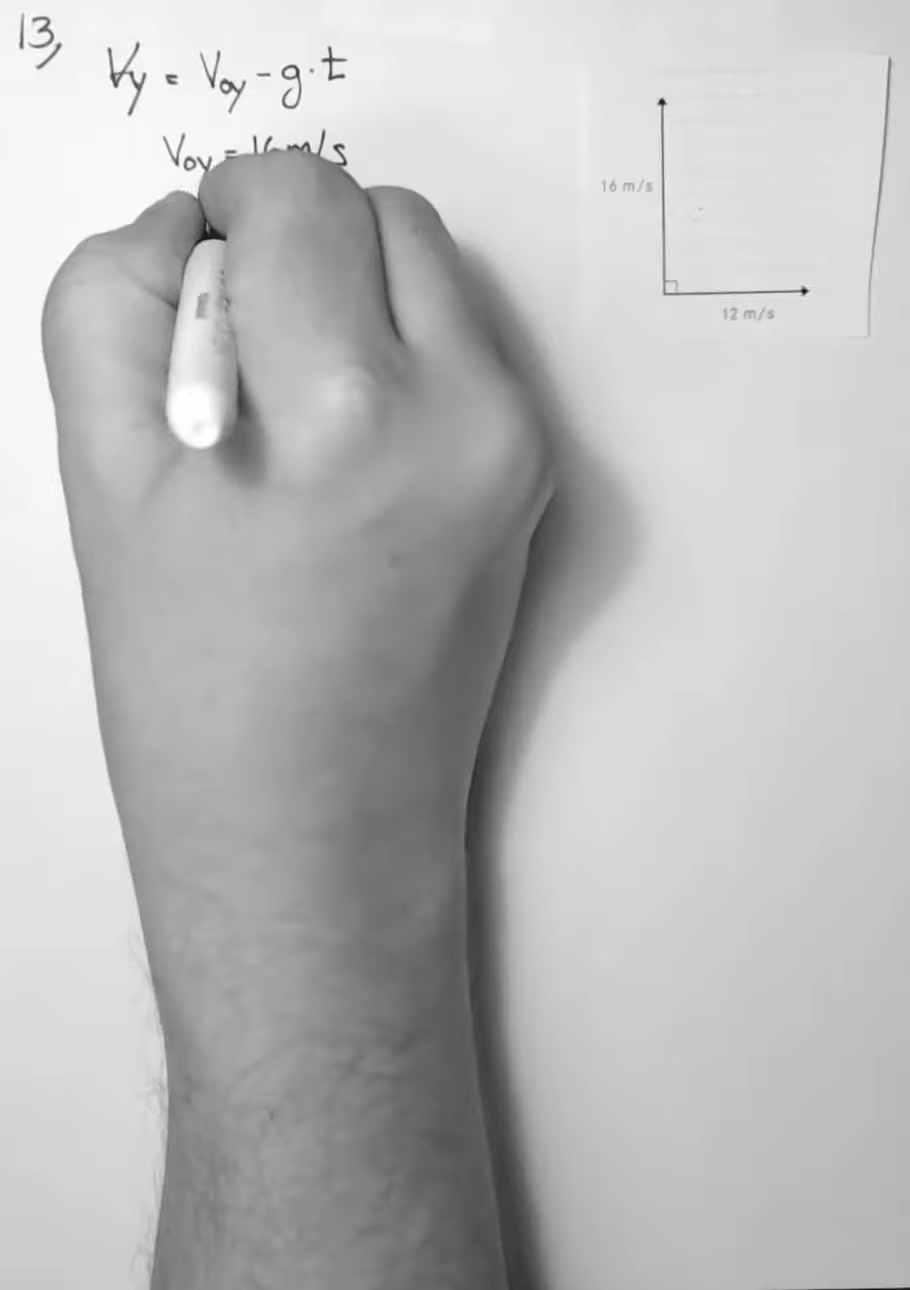 13,
Vy = Voy - g·t
Voy = 16 m/s
16 m/s
12 m/s